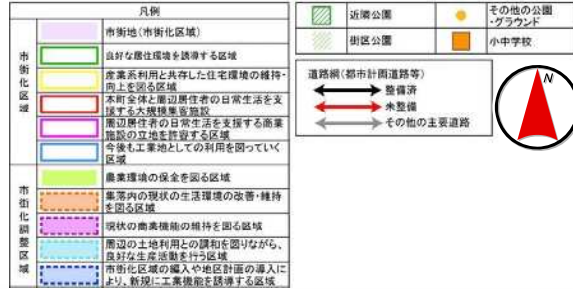 凡例
市街化区域
市街地(市街化区域)
良好な居住環境を誘導する区域
産業系利用と共存した住宅環境の維持・
向上を図る区域
本町全体と周辺居住者の日常生活を支
援する大規模集客施設
周辺居住者の日常生活を支援する商業
施設の立地を許容する区域
今後も工業地としての利用を図っていく
区域
市街化調整区域
農業環境の保全を図る区域
集落内の現状の生活環境の改善・維持
を図る区域
現状の商業機能の維持を図る区域
周辺の土地利用との調和を図りながら、
良好な生産活動を行う区域
市街化区域の編入や地区計画の導入によ
り、新規に工業機能を誘導する区域
近隣公園
その他の公園
・グラウンド
街区公園
小中学校
道路網(都市計画道路等)
整備済
未整備
その他の主要道路
N